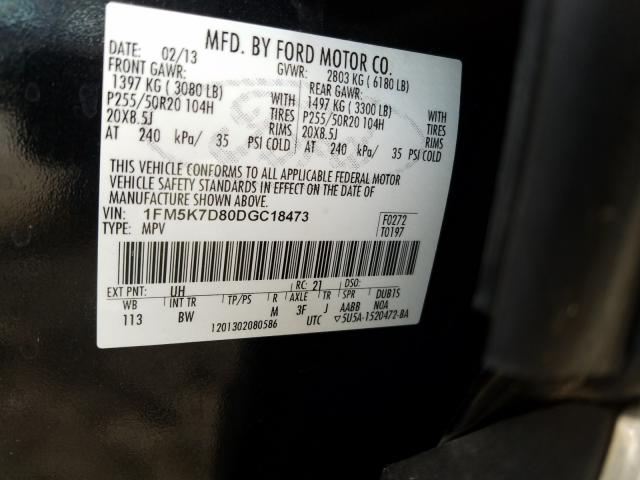 MFD. BY FORD MOTOR CO.
DATE: 02/13 GVWR: 2803 KG ( 6180 LB)
FRONT GAWR: REAR GAWR:
1397 KG ( 3080 LB) WITH 1497 KG ( 3300 LB) WITH
P255/50R20 104H TIRES P255/50R20 104H TIRES
20X8.5J RIMS 20X8.5J RIMS
AT 240 kPa/ 35 PSI COLD AT 240 kPa/ 35 PSI COLD
THIS VEHICLE CONFORMS TO ALL APPLICABLE FEDERAL MOTOR
VEHICLE SAFETY STANDARDS IN EFFECT ON THE DATE OF
MANUFACTURE SHOWN ABOVE.
VIN: 1FM5K7D80DGC18473 F0272
TYPE: MPV T0197
EXT PNT: UH RC: 21 DSO:
WB INT TR TP/PS R AXLE TR SPR DUBTS
113 BW M 3F J AABB NOA
1201302080586 UTC ▽5U5A-1520472-BA
Ford